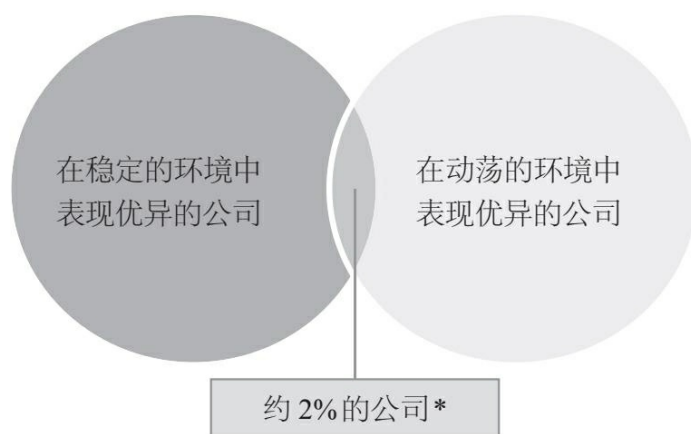 在稳定的环境中
表现优异的公司
在动荡的环境中
表现优异的公司
约 2% 的公司*